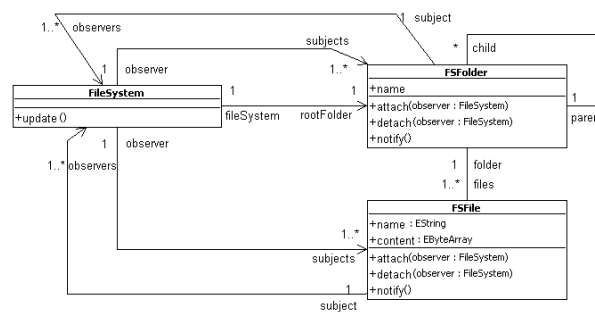 1 subject
1..* observers
subjects
* child
1 observer
1..*
FSFolder
+name
FileSystem
+update()
1 1
fileSystem rootFolder
+attach(observer : FileSystem)
+detach(observer : FileSystem)
+notify()
1
paren
1 observer
1..* observers
1 folder
1..* files
FSFile
+name : EString
+content : EByteArray
1..*
subjects
+attach(observer : FileSystem)
+detach(observer : FileSystem)
+notify()
1
subject